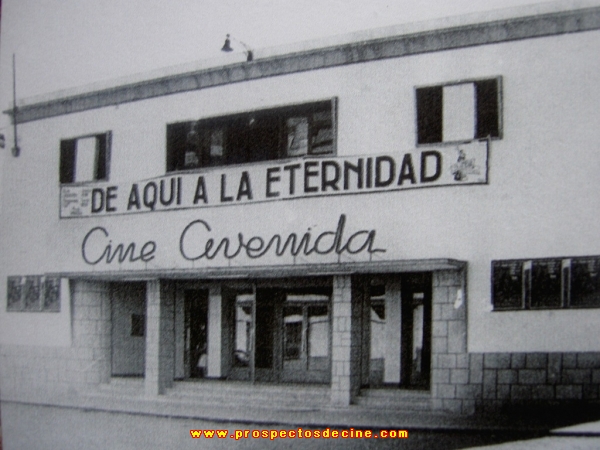 DE AQUI A LA ETERNIDAD
Cine Avenida
www.prospectosdecine.com